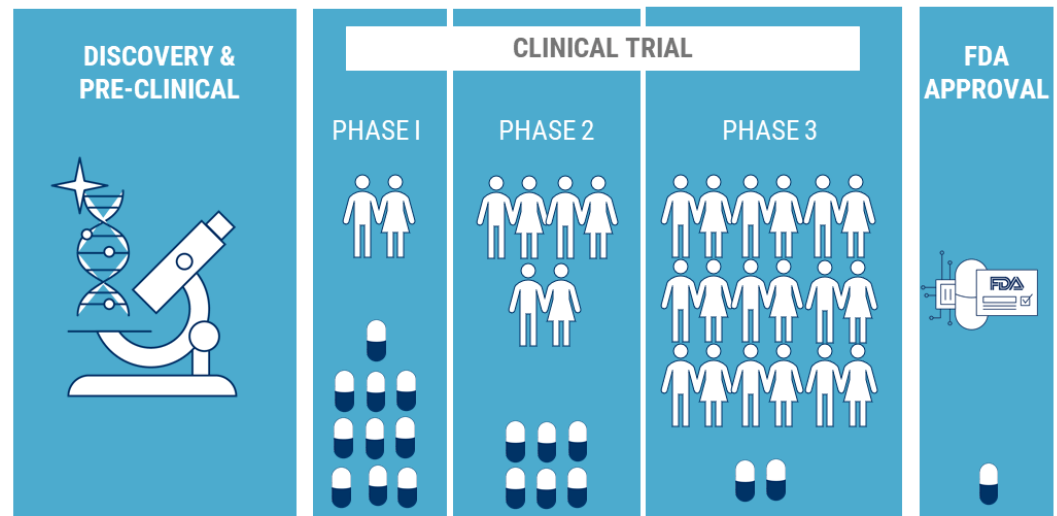 DISCOVERY &
PRE-CLINICAL
CLINICAL TRIAL
PHASE I
PHASE 2
PHASE 3
FDA
APPROVAL
FDA